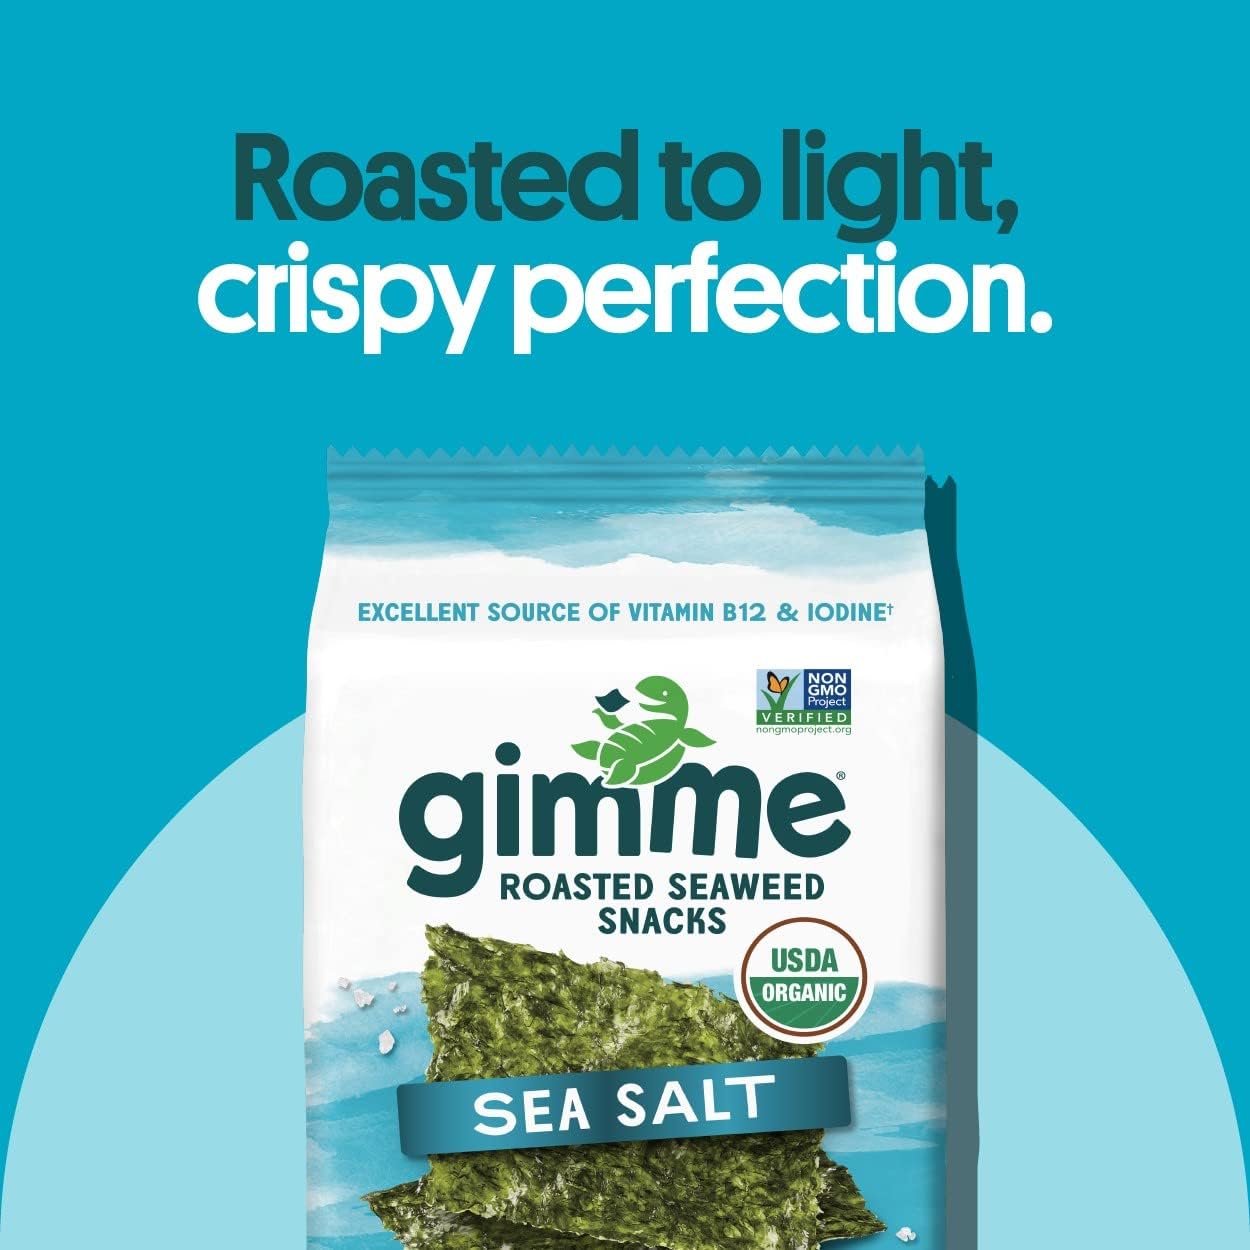 Roasted to light,
crispy perfection.
EXCELLENT SOURCE OF VITAMIN B12 & IODINE†
NON
GMO
Project
VERIFIED
nongmoproject.org
gimme®
ROASTED SEAWEED
SNACKS
USDA
ORGANIC
SEA SALT